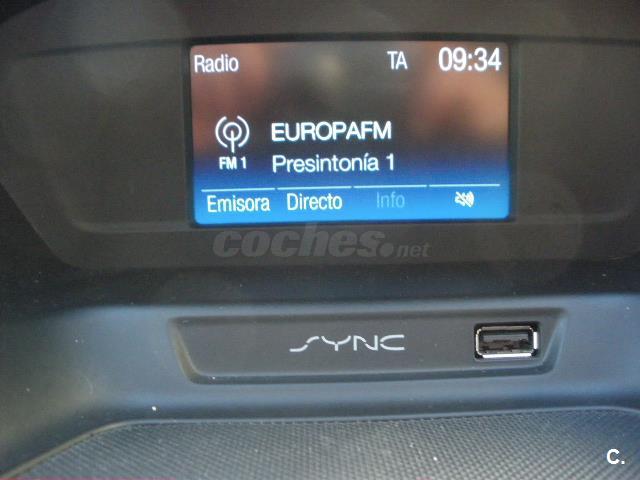 Radio TA 09:34
EUROPAFM
FM 1 Presintonía 1
Emisora Directo Info
coches.net
SYNC
c.